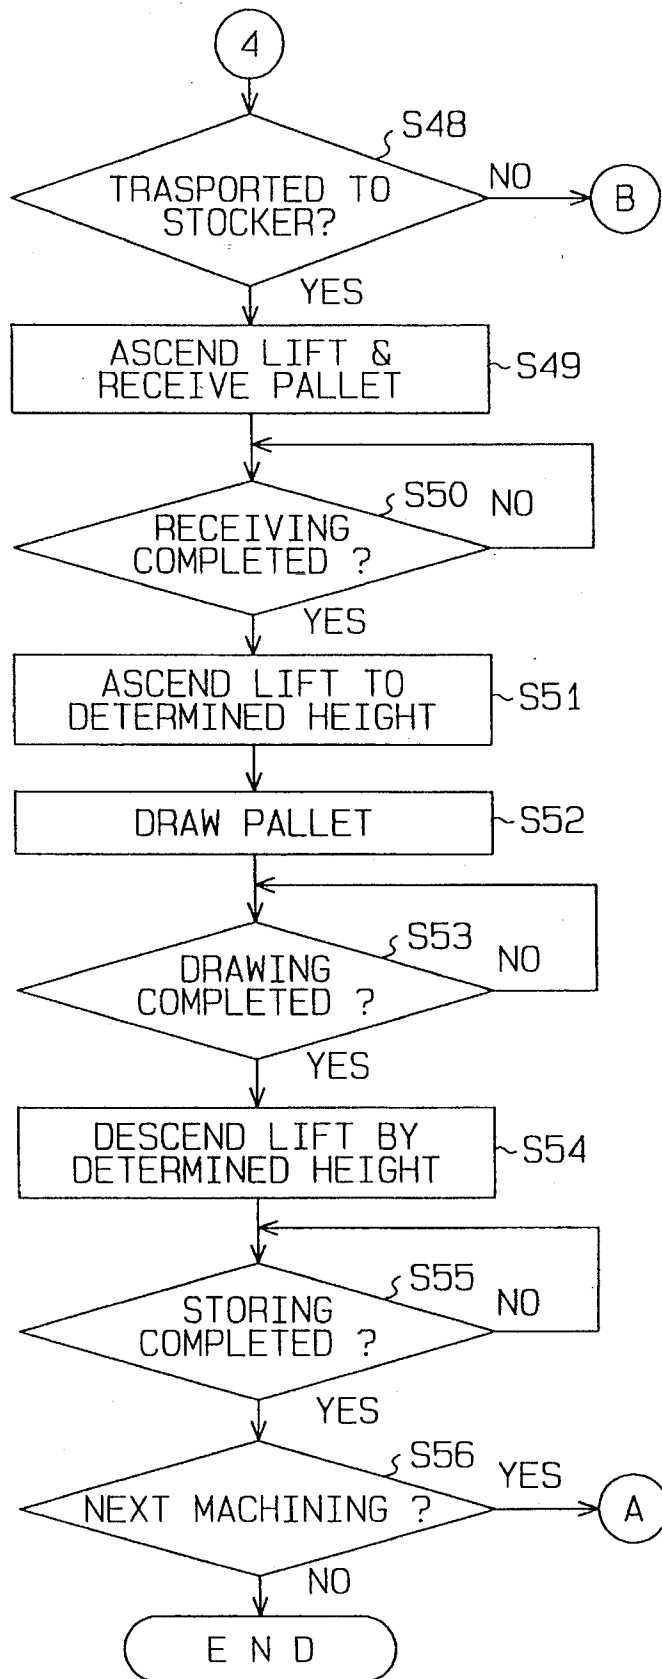 4
S48
TRASPORTED TO
STOCKER?
NO
B
YES
ASCEND LIFT &
RECEIVE PALLET
S49
S50
NO
RECEIVING
COMPLETED ?
YES
ASCEND LIFT TO
DETERMINED HEIGHT
S51
DRAW PALLET
S52
S53
NO
DRAWING
COMPLETED ?
YES
DESCEND LIFT BY
DETERMINED HEIGHT
S54
S55
NO
STORING
COMPLETED ?
YES
S56
YES
NEXT MACHINING ?
A
NO
END